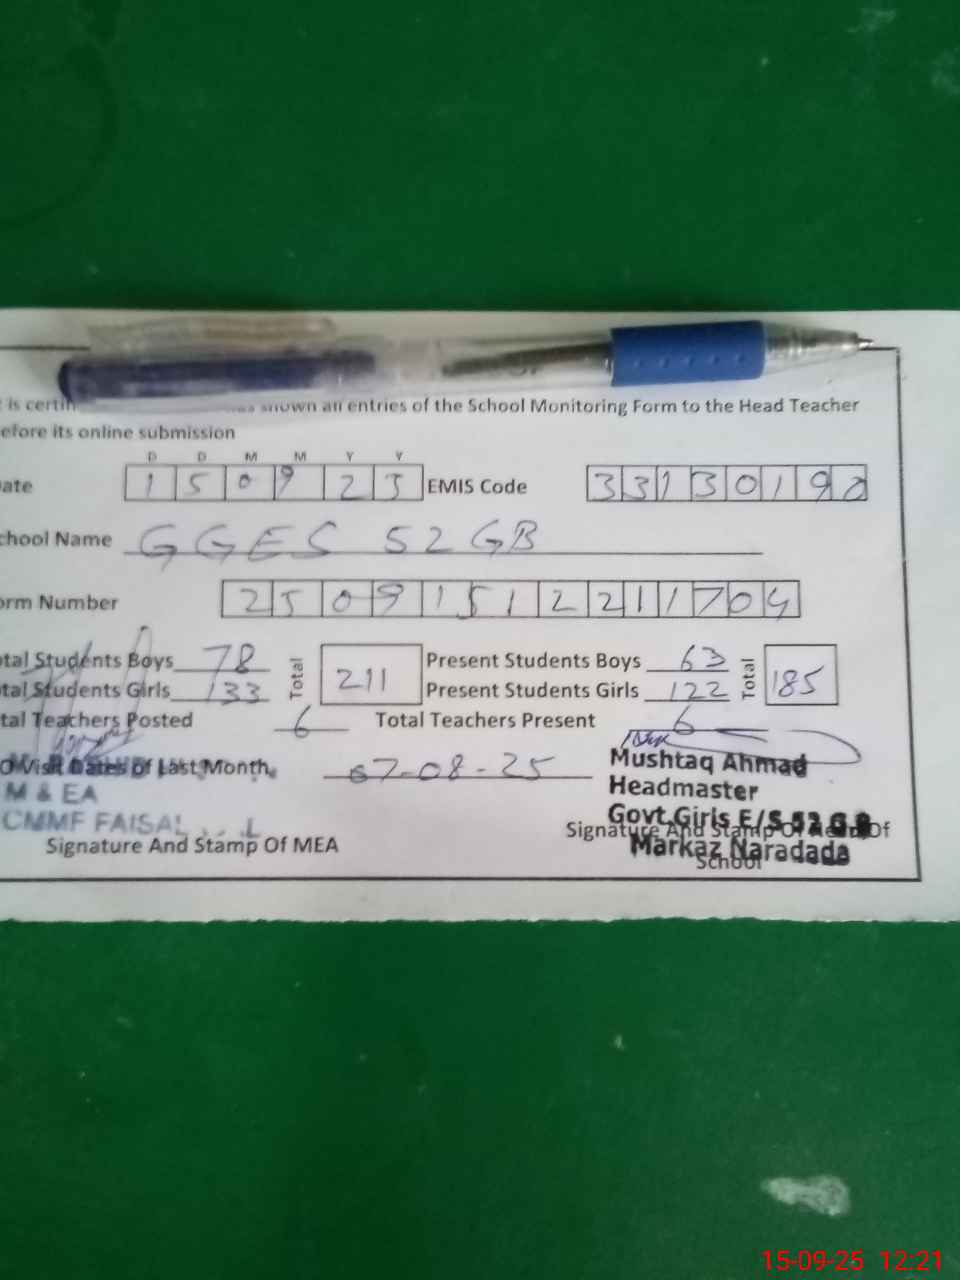 is certif shown all entries of the School Monitoring Form to the Head Teacher
efore its online submission
D D M M Y Y
ate 1 5 0 9 2 5 EMIS Code 3 3 1 3 0 1 9 0
chool Name GGES 52 GB
orm Number 2 5 0 9 1 5 1 2 2 1 1 7 0 4
tal Students Boys 78 Total 211 Present Students Boys 63 Total 185
tal Students Girls 133 Present Students Girls 122
tal Teachers Posted 6 Total Teachers Present 6
Visit Dates of Last Month 07-08-25
Mushtaq Ahmad
Headmaster
M & EA
Govt Girls E/S 52 G B
CMMF FAISAL L
Signature And Stamp Of Head Of
Signature And Stamp Of MEA
Markaz Naradada
School
15-09-25 12:21